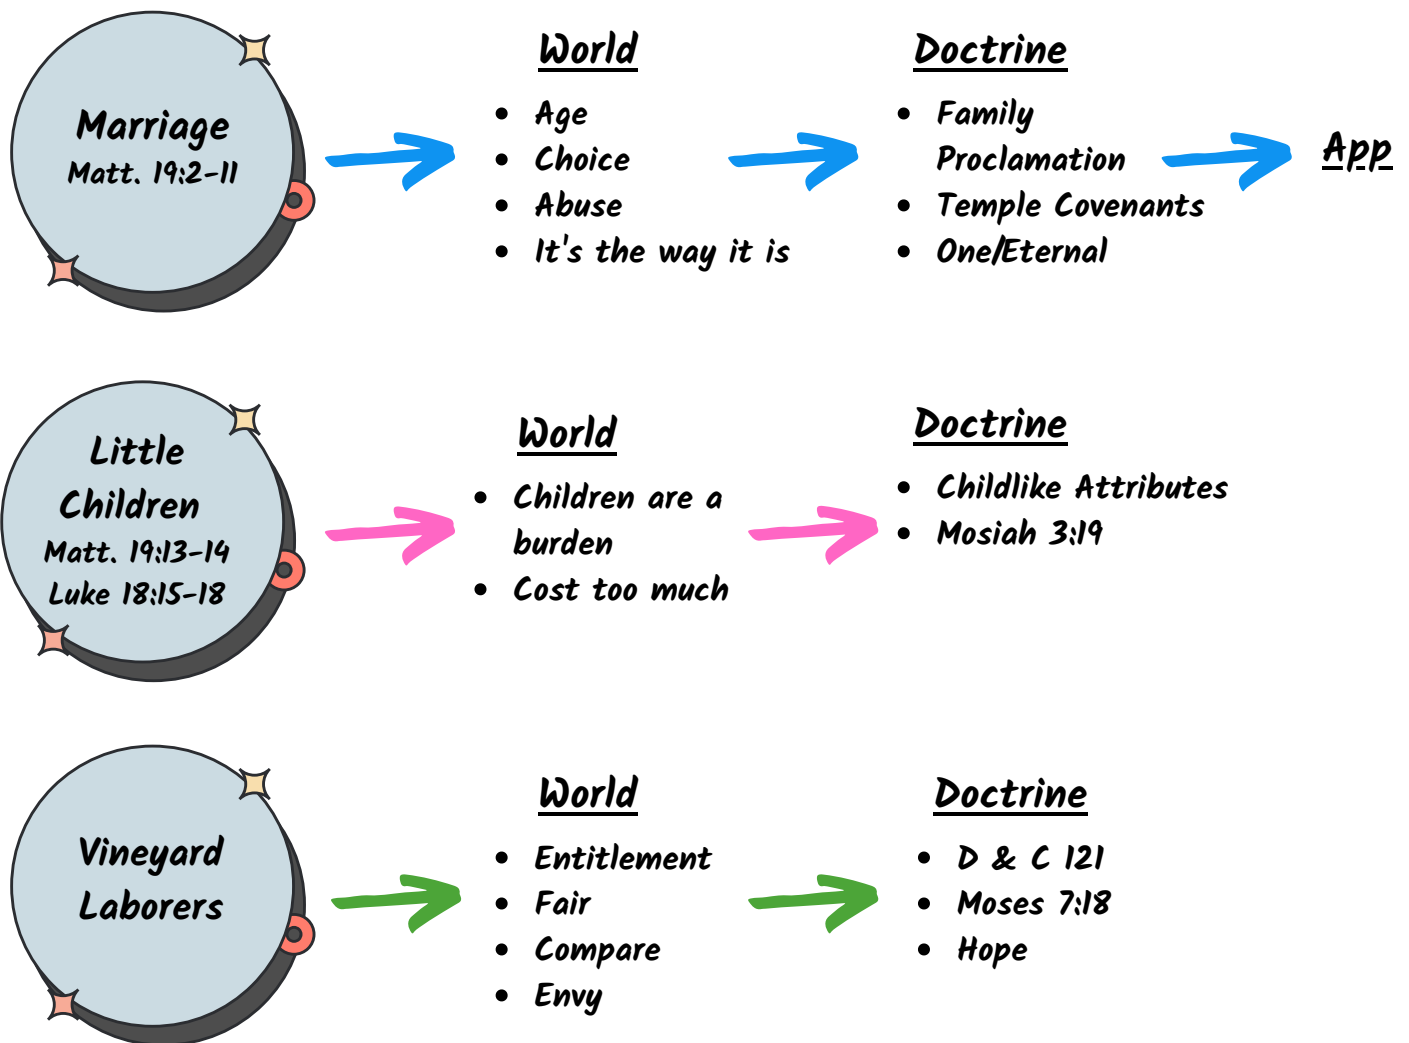 Marriage
Matt. 19:2-11
World
• Age
• Choice
• Abuse
• It's the way it is
Doctrine
• Family
Proclamation
• Temple Covenants
• One/Eternal
App
Little
Children
Matt. 19:13-14
Luke 18:15-18
World
• Children are a
burden
• Cost too much
Doctrine
• Childlike Attributes
• Mosiah 3:19
Vineyard
Laborers
World
• Entitlement
• Fair
• Compare
• Envy
Doctrine
• D & C 121
• Moses 7:18
• Hope